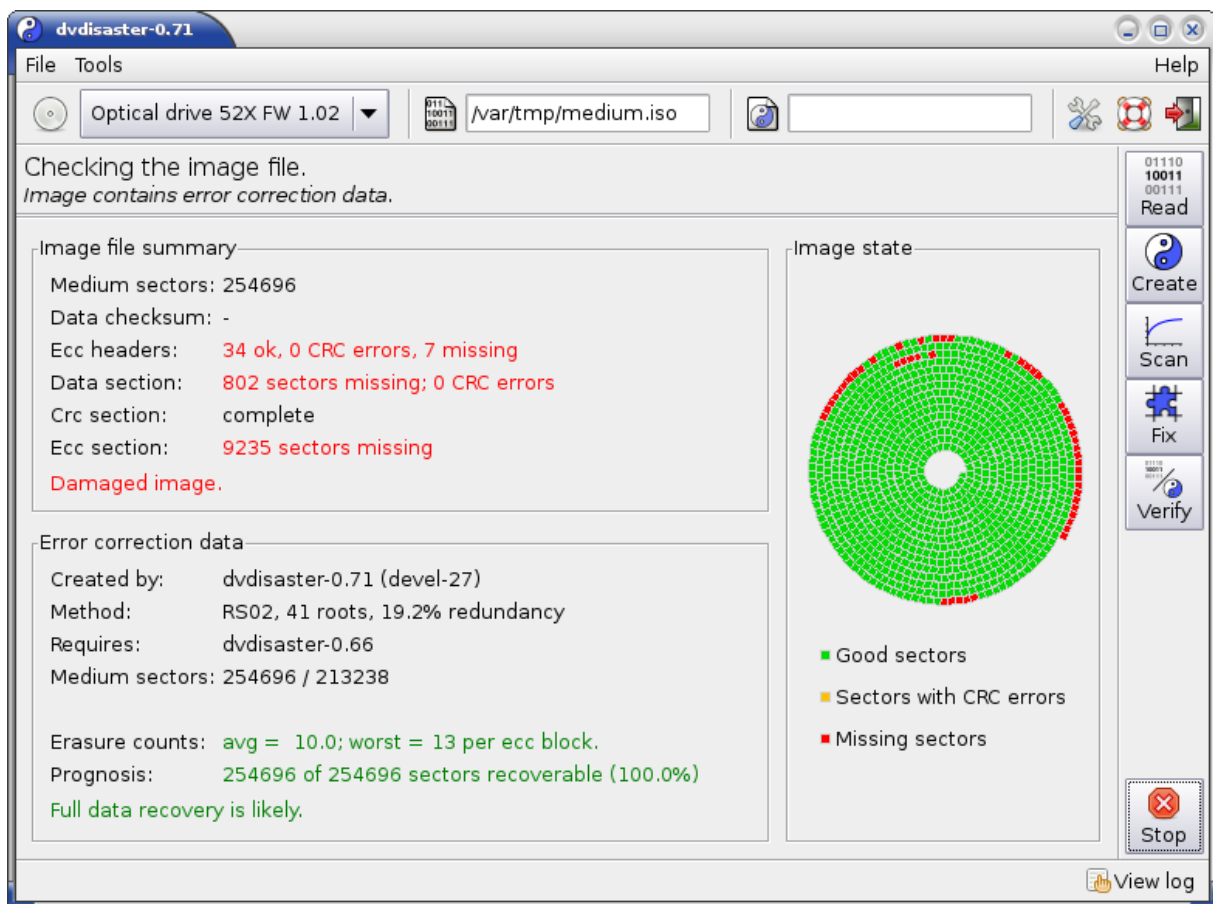 dvdisaster-0.71
File Tools Help
Optical drive 52X FW 1.02 /var/tmp/medium.iso
Checking the image file.
Image contains error correction data.
Image file summary
Medium sectors: 254696
Data checksum: -
Ecc headers: 34 ok, 0 CRC errors, 7 missing
Data section: 802 sectors missing; 0 CRC errors
Crc section: complete
Ecc section: 9235 sectors missing
Damaged image.
Error correction data
Created by: dvdisaster-0.71 (devel-27)
Method: RS02, 41 roots, 19.2% redundancy
Requires: dvdisaster-0.66
Medium sectors: 254696 / 213238
Erasure counts: avg = 10.0; worst = 13 per ecc block.
Prognosis: 254696 of 254696 sectors recoverable (100.0%)
Full data recovery is likely.
Image state
Good sectors
Sectors with CRC errors
Missing sectors
01110
10011
00111
Read
Create
Scan
Fix
Verify
Stop
View log